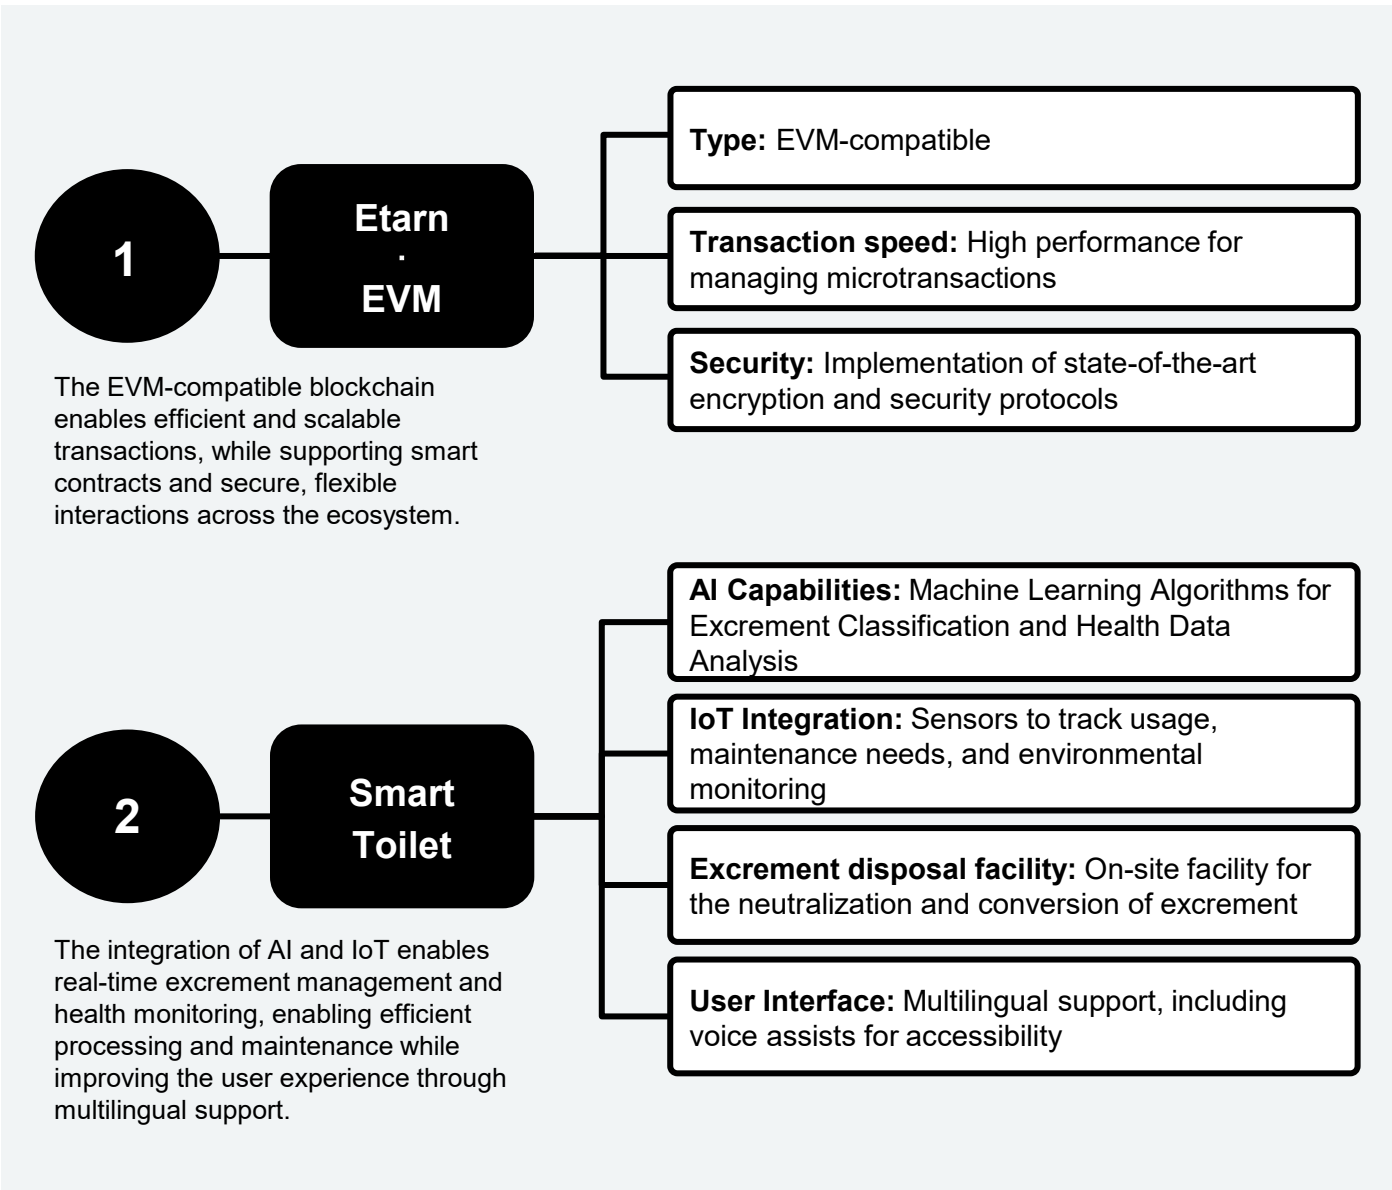 1
Etarn
·
EVM
Type: EVM-compatible
Transaction speed: High performance for
managing microtransactions
Security: Implementation of state-of-the-art
encryption and security protocols
The EVM-compatible blockchain
enables efficient and scalable
transactions, while supporting smart
contracts and secure, flexible
interactions across the ecosystem.
2
Smart
Toilet
AI Capabilities: Machine Learning Algorithms for
Excrement Classification and Health Data
Analysis
IoT Integration: Sensors to track usage,
maintenance needs, and environmental
monitoring
Excrement disposal facility: On-site facility for
the neutralization and conversion of excrement
User Interface: Multilingual support, including
voice assists for accessibility
The integration of AI and IoT enables
real-time excrement management and
health monitoring, enabling efficient
processing and maintenance while
improving the user experience through
multilingual support.